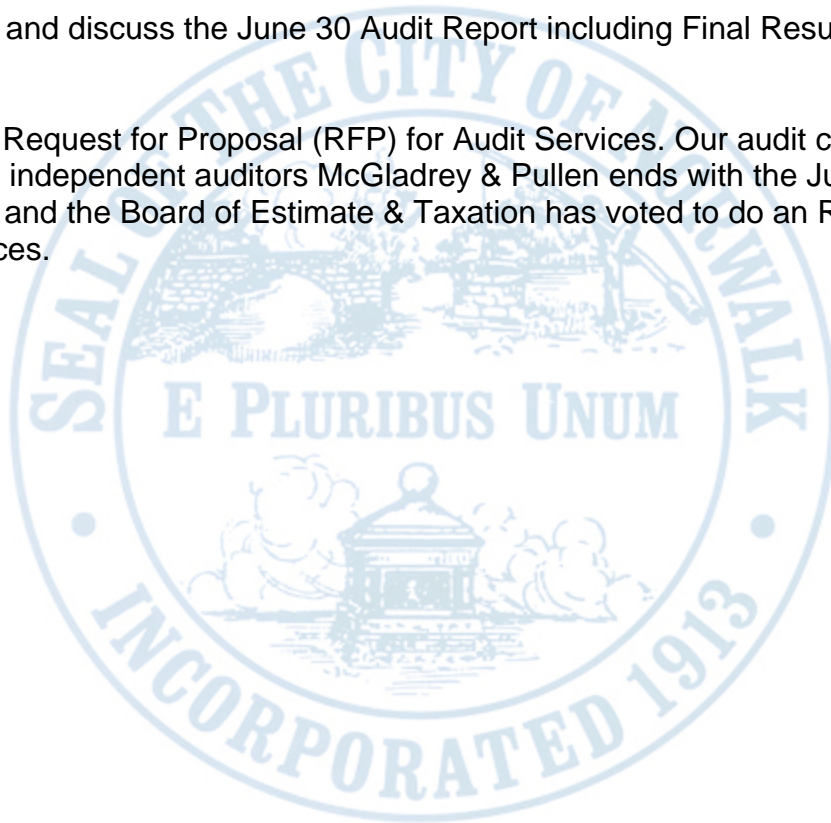 and discuss the June 30 Audit Report including Final Resu
Request for Proposal (RFP) for Audit Services. Our audit c
independent auditors McGladrey & Pullen ends with the Ju
and the Board of Estimate & Taxation has voted to do an R
ces.
SEAL OF THE CITY OF NORWALK
E PLURIBUS UNUM
INCORPORATED 1913